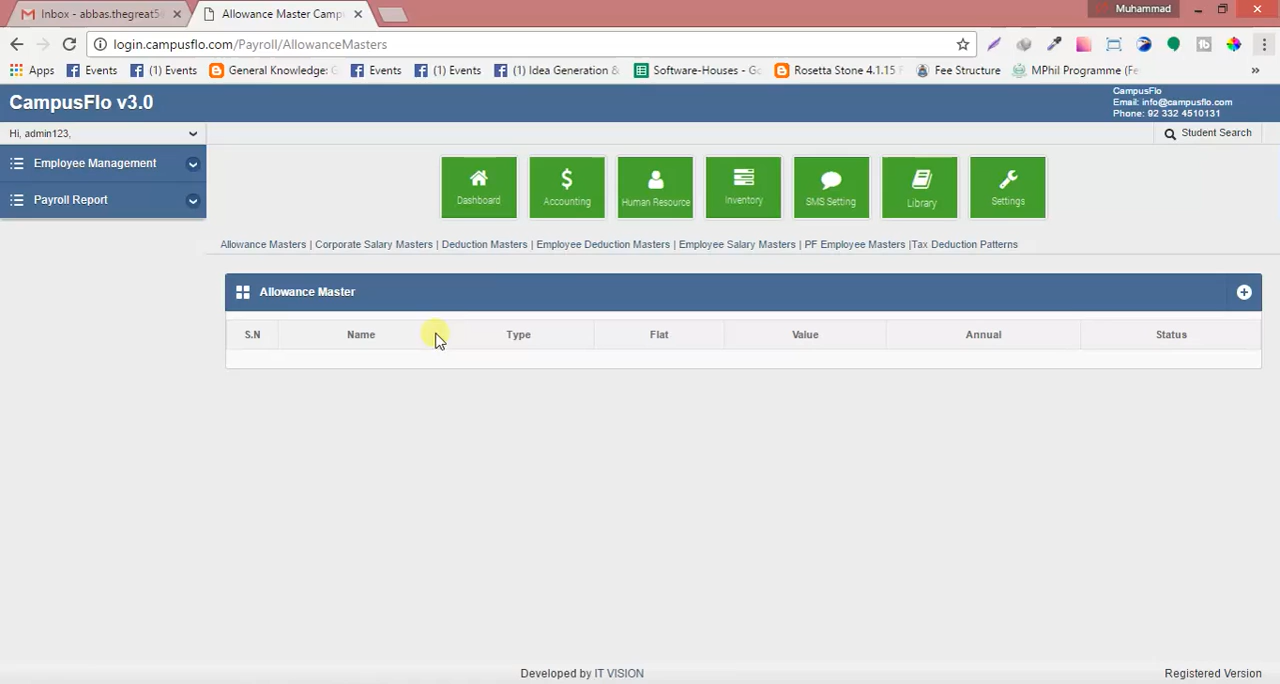 Inbox - abbas.thegreat5
Allowance Master Camp
Muhammad
login.campusflo.com/Payroll/AllowanceMasters
Apps
Events
(1) Events
General Knowledge:
Events
(1) Events
(1) Idea Generation &
Software-Houses - Go
Rosetta Stone 4.1.15
Fee Structure
MPhil Programme (Fe
»
CampusFlo v3.0
CampusFlo
Email: info@campusflo.com
Phone: 92 332 4510131
Hi, admin123,
Student Search
Employee Management
Payroll Report
Dashboard
Accounting
Human Resource
Inventory
SMS Setting
Library
Settings
Allowance Masters | Corporate Salary Masters | Deduction Masters | Employee Deduction Masters | Employee Salary Masters | PF Employee Masters |Tax Deduction Patterns
Allowance Master
S.N Name Type Flat Value Annual Status
Developed by IT VISION
Registered Version